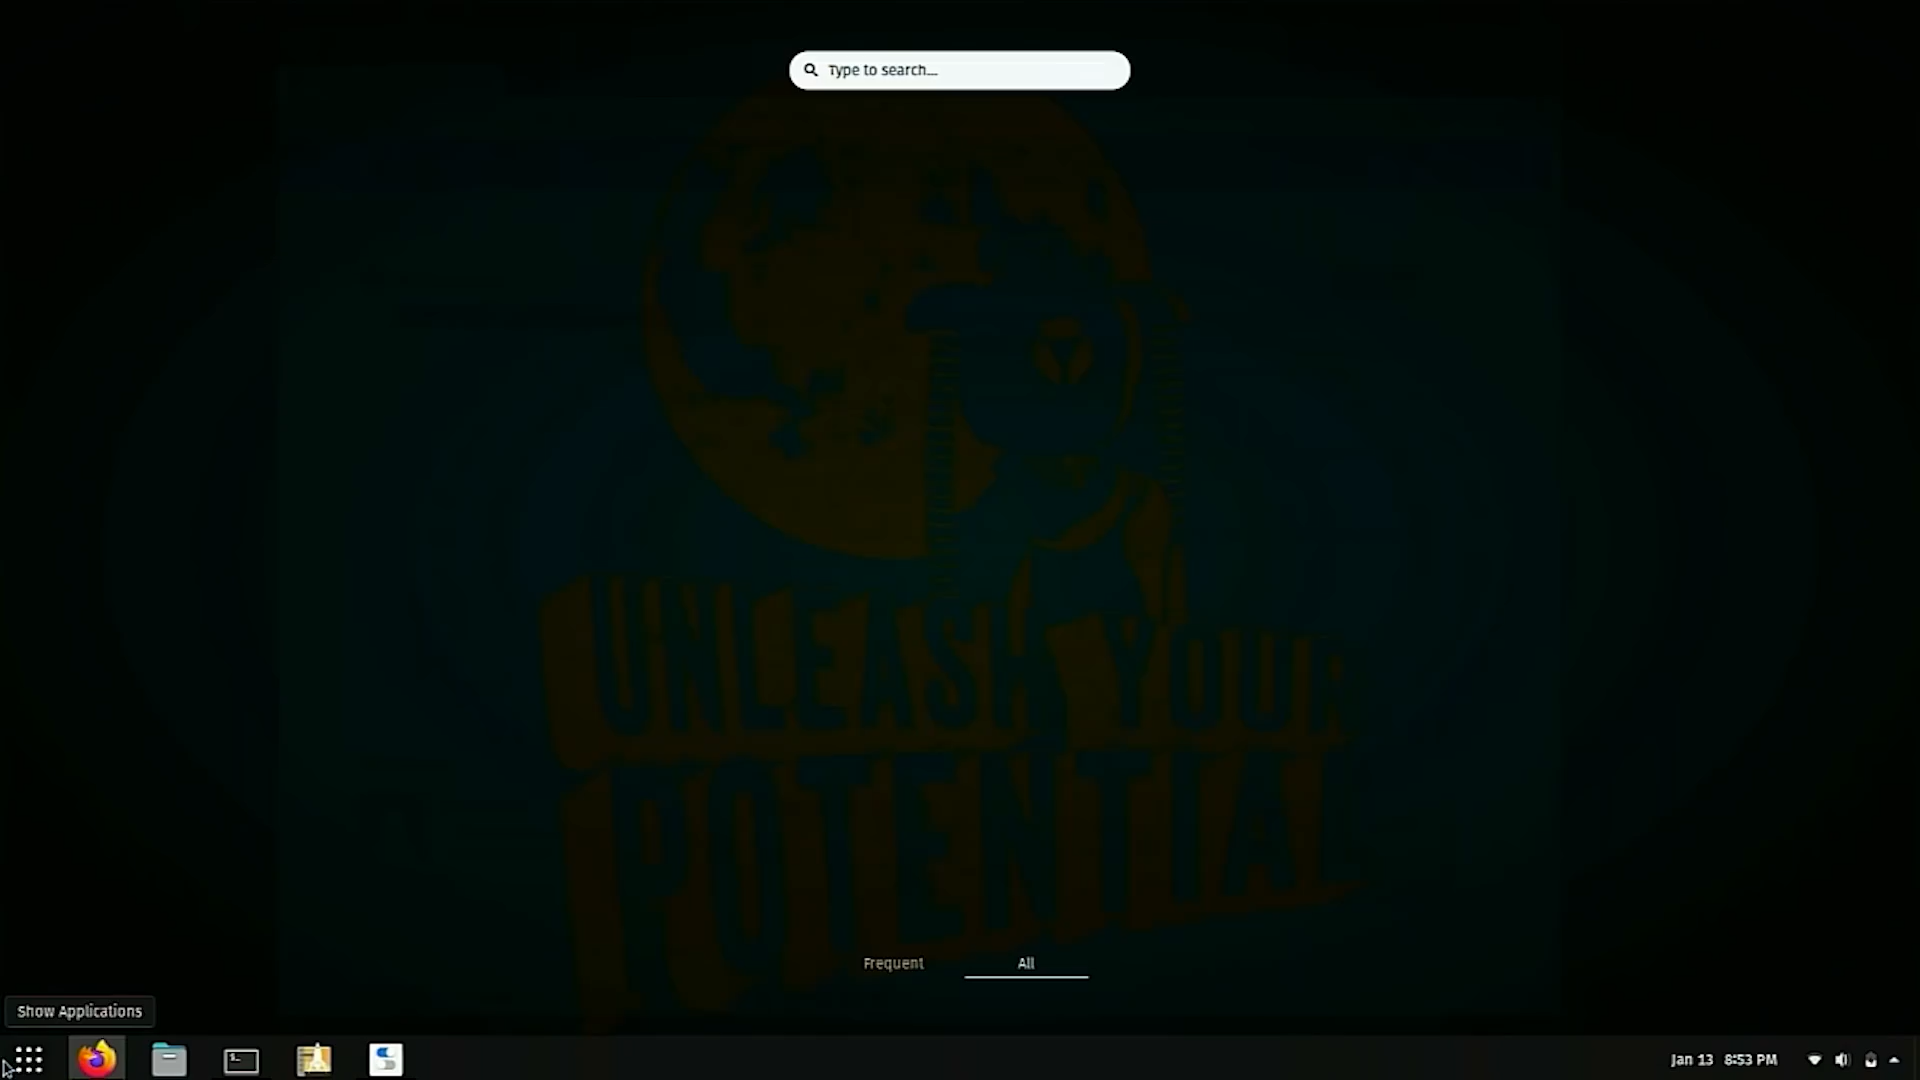 Type to search...
UNLEASH YOUR
POTENTIAL
Frequent All
Show Applications
Jan 13 8:53 PM